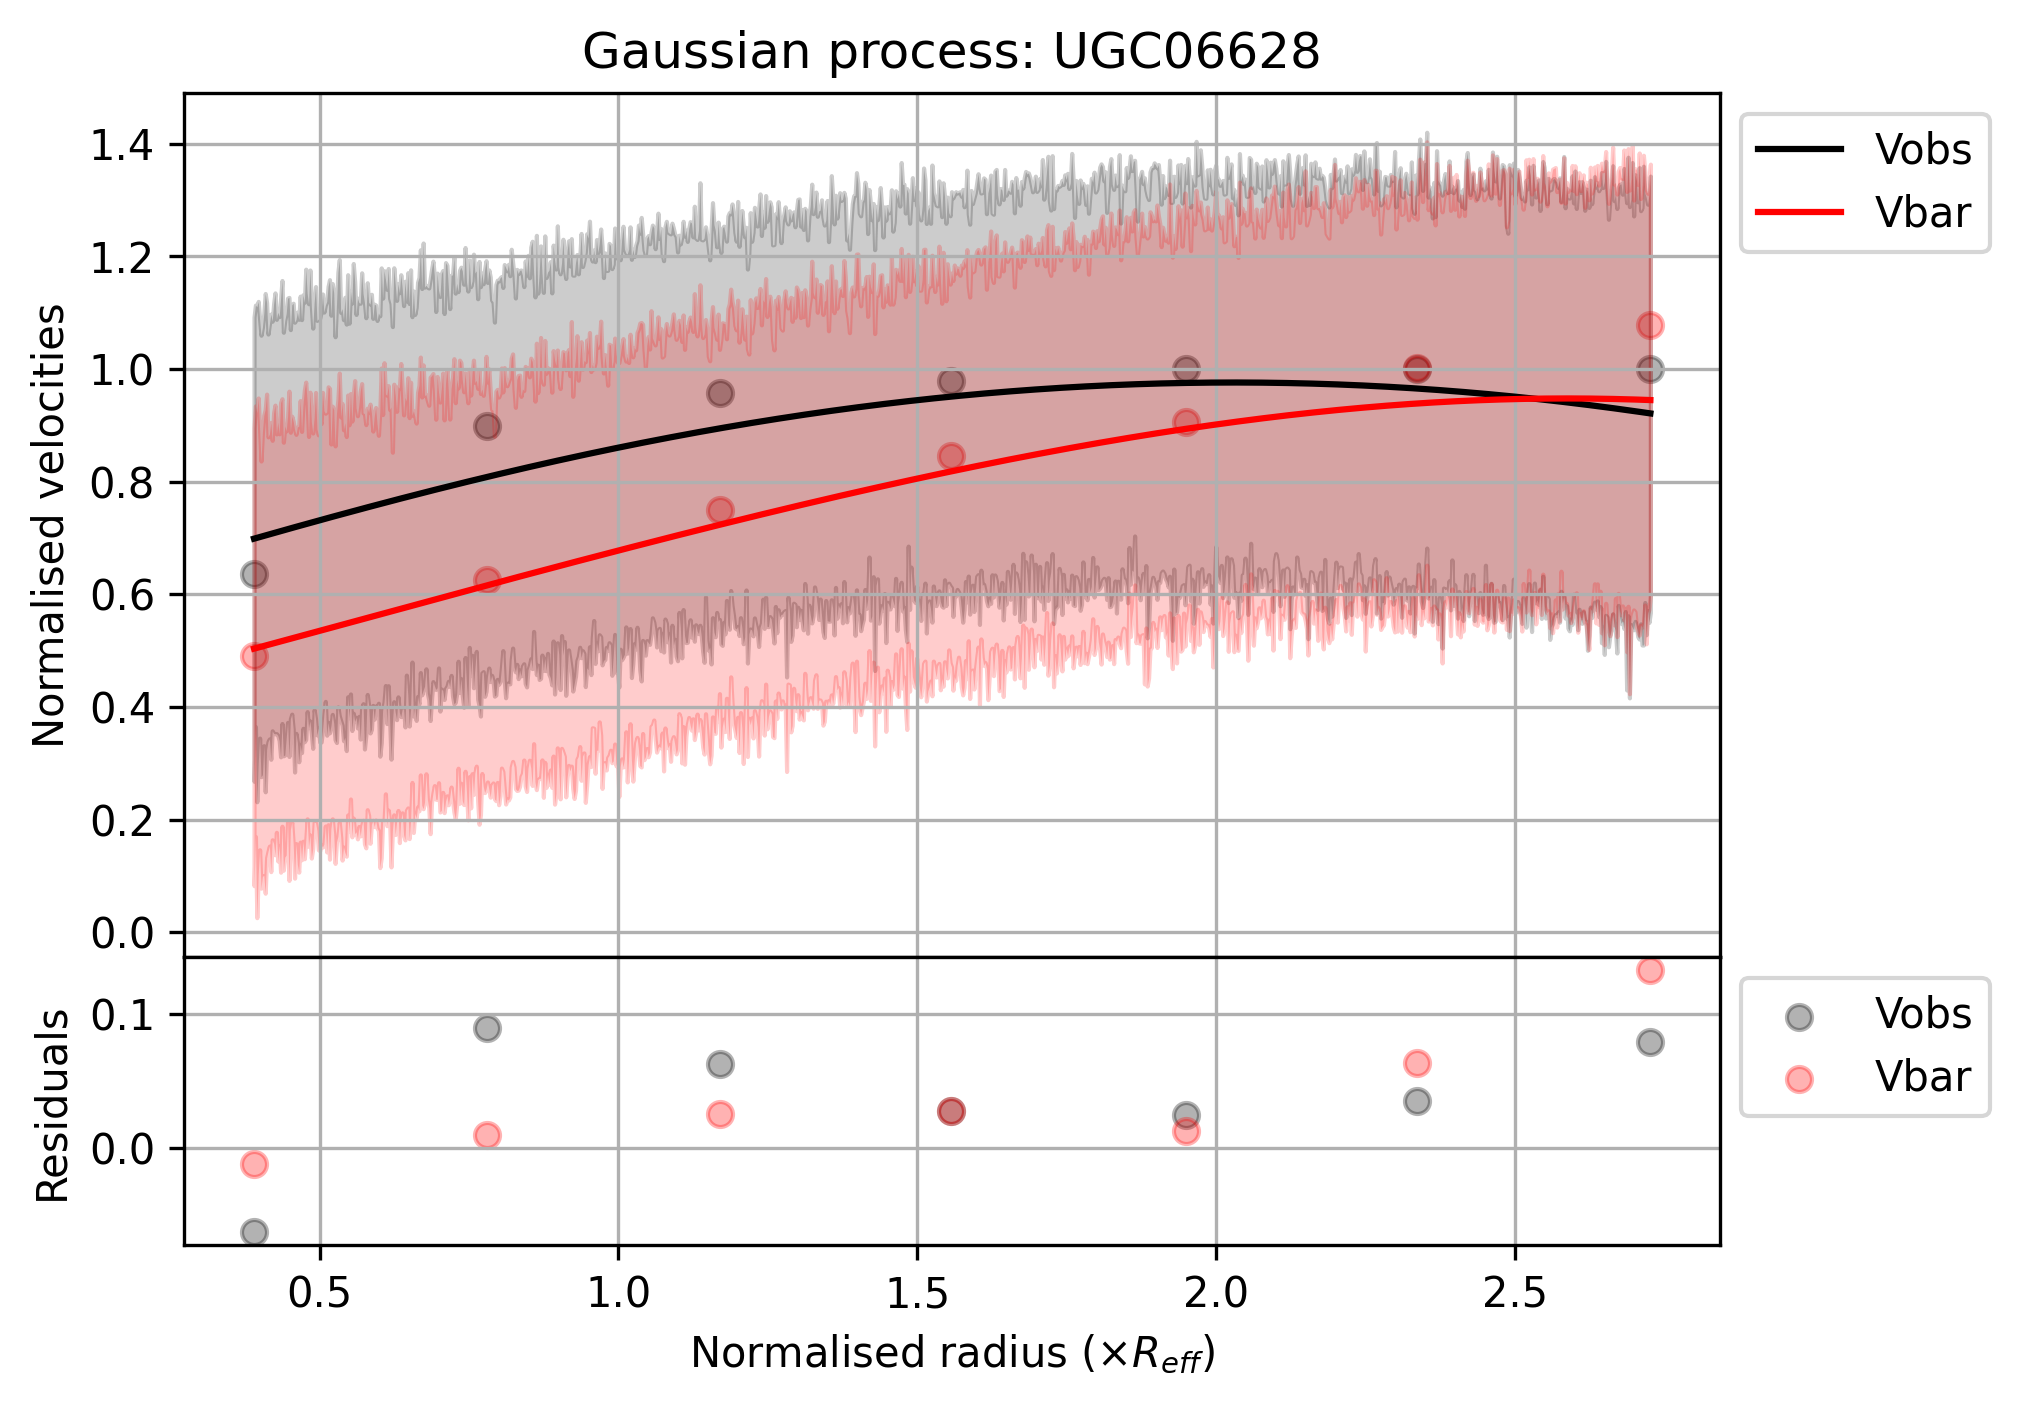 Gaussian process: UGC06628
1.4
1.2
1.0
0.8
0.6
0.4
0.2
0.0
Normalised velocities
Vobs
Vbar
0.1
0.0
Residuals
Vobs
Vbar
0.5 1.0 1.5 2.0 2.5
Normalised radius (×R_eff)